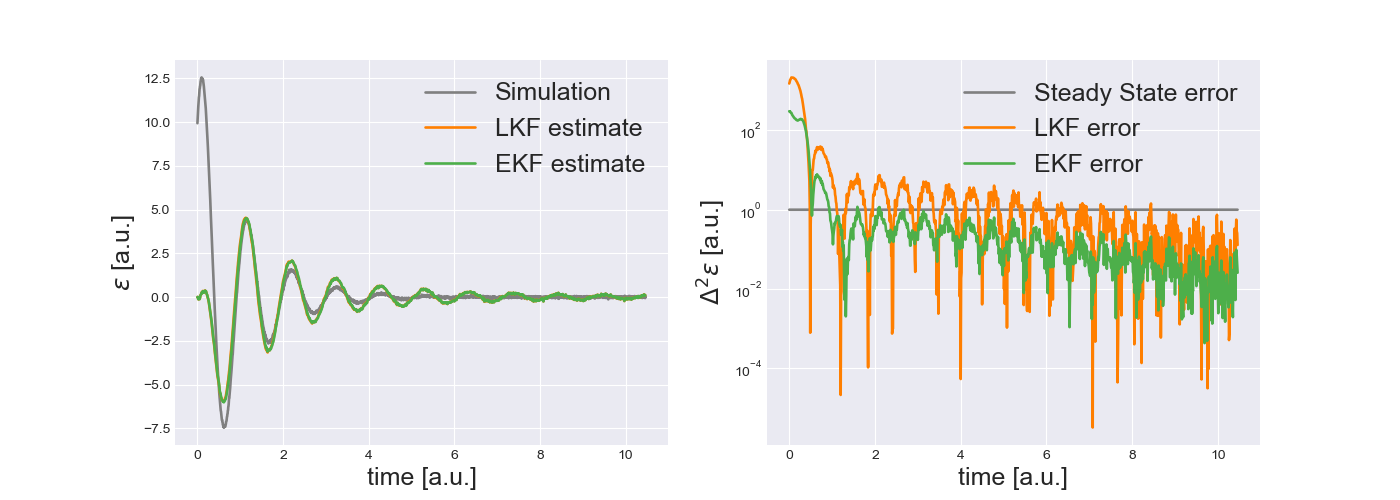 12.5
10.0
7.5
5.0
2.5
0.0
−2.5
−5.0
−7.5
ε [a.u.]
0 2 4 6 8 10
time [a.u.]
Simulation
LKF estimate
EKF estimate
10²
10⁰
10⁻²
10⁻⁴
Δ²ε [a.u.]
0 2 4 6 8 10
time [a.u.]
Steady State error
LKF error
EKF error